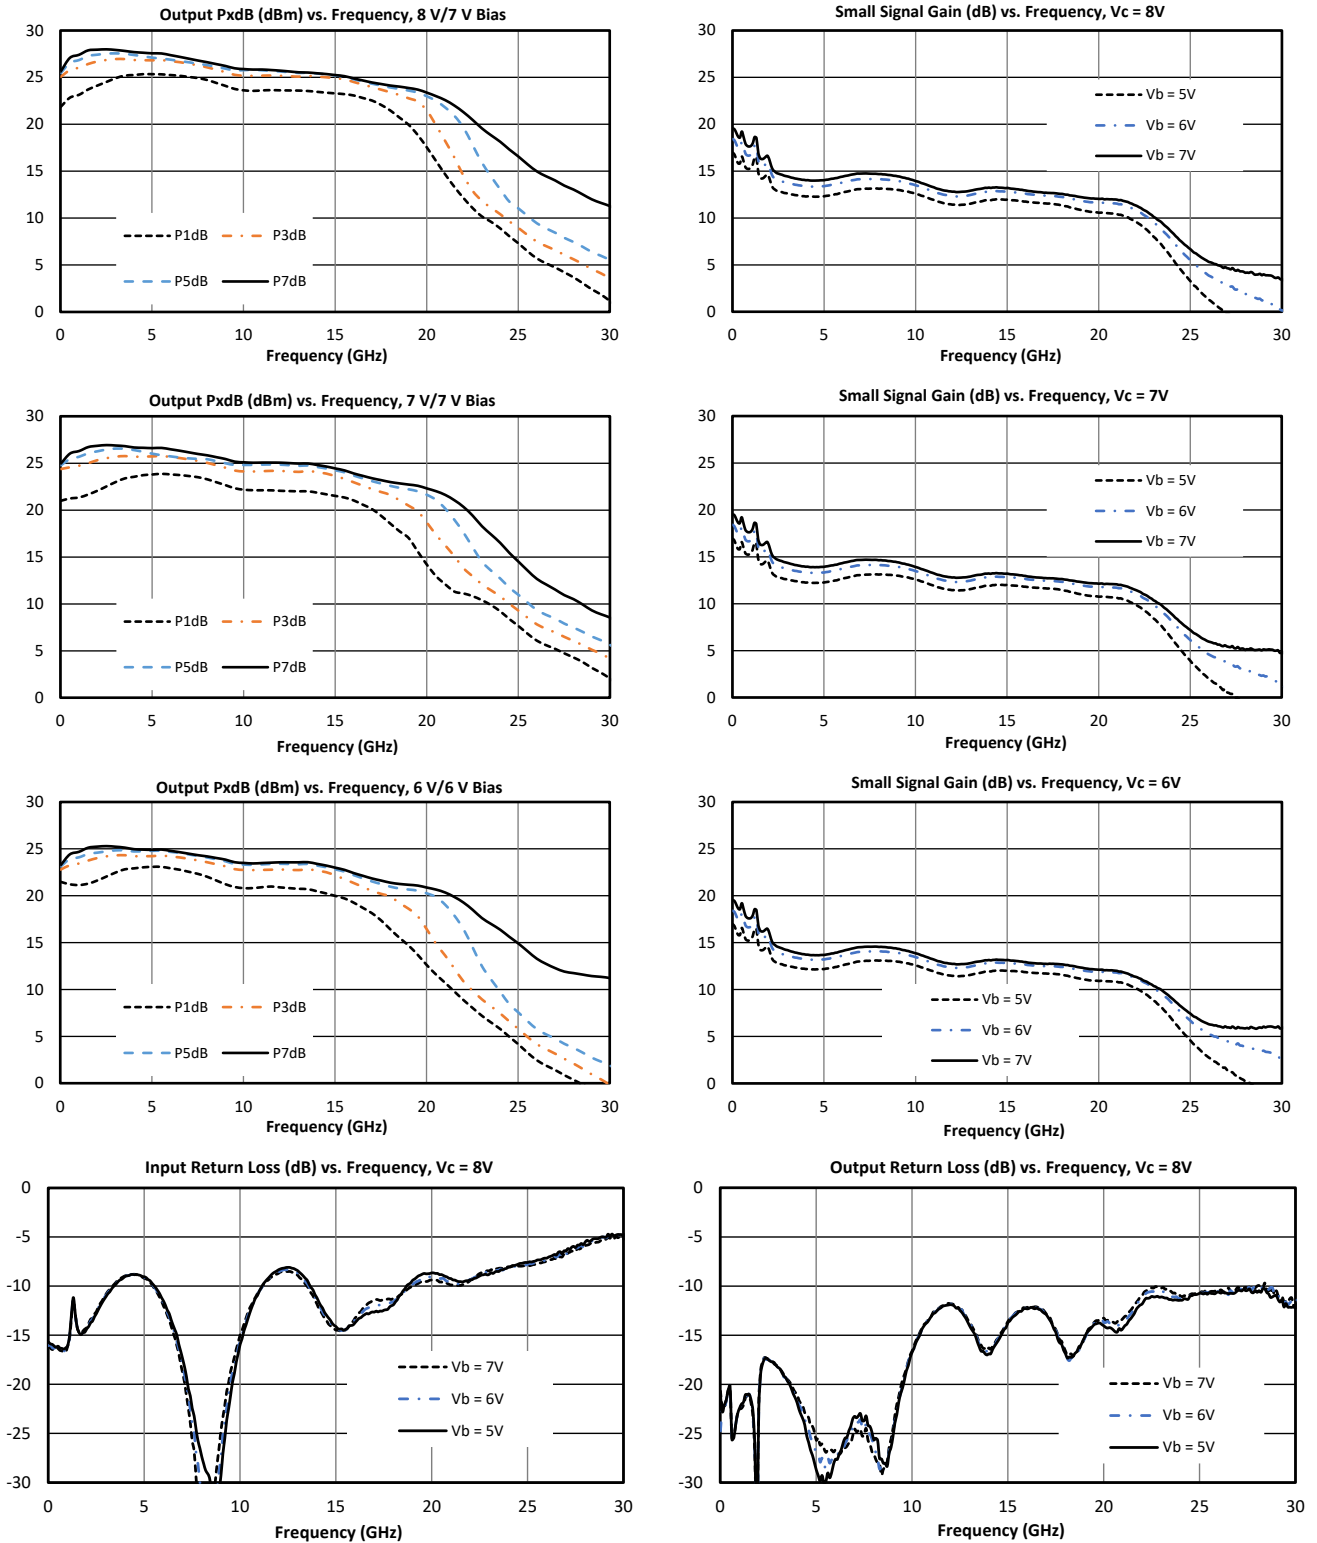 Output PxdB (dBm) vs. Frequency, 8 V/7 V Bias
30
25
20
15
10
5
0
P1dB
P3dB
P5dB
P7dB
0 5 10 15 20 25 30
Frequency (GHz)
Small Signal Gain (dB) vs. Frequency, Vc = 8V
30
25
20
15
10
5
0
Vb = 5V
Vb = 6V
Vb = 7V
0 5 10 15 20 25 30
Frequency (GHz)
Output PxdB (dBm) vs. Frequency, 7 V/7 V Bias
30
25
20
15
10
5
0
P1dB
P3dB
P5dB
P7dB
0 5 10 15 20 25 30
Frequency (GHz)
Small Signal Gain (dB) vs. Frequency, Vc = 7V
30
25
20
15
10
5
0
Vb = 5V
Vb = 6V
Vb = 7V
0 5 10 15 20 25 30
Frequency (GHz)
Output PxdB (dBm) vs. Frequency, 6 V/6 V Bias
30
25
20
15
10
5
0
P1dB
P3dB
P5dB
P7dB
0 5 10 15 20 25 30
Frequency (GHz)
Small Signal Gain (dB) vs. Frequency, Vc = 6V
30
25
20
15
10
5
0
Vb = 5V
Vb = 6V
Vb = 7V
0 5 10 15 20 25 30
Frequency (GHz)
Input Return Loss (dB) vs. Frequency, Vc = 8V
0
-5
-10
-15
-20
-25
-30
Vb = 7V
Vb = 6V
Vb = 5V
0 5 10 15 20 25 30
Frequency (GHz)
Output Return Loss (dB) vs. Frequency, Vc = 8V
0
-5
-10
-15
-20
-25
-30
Vb = 7V
Vb = 6V
Vb = 5V
0 5 10 15 20 25 30
Frequency (GHz)